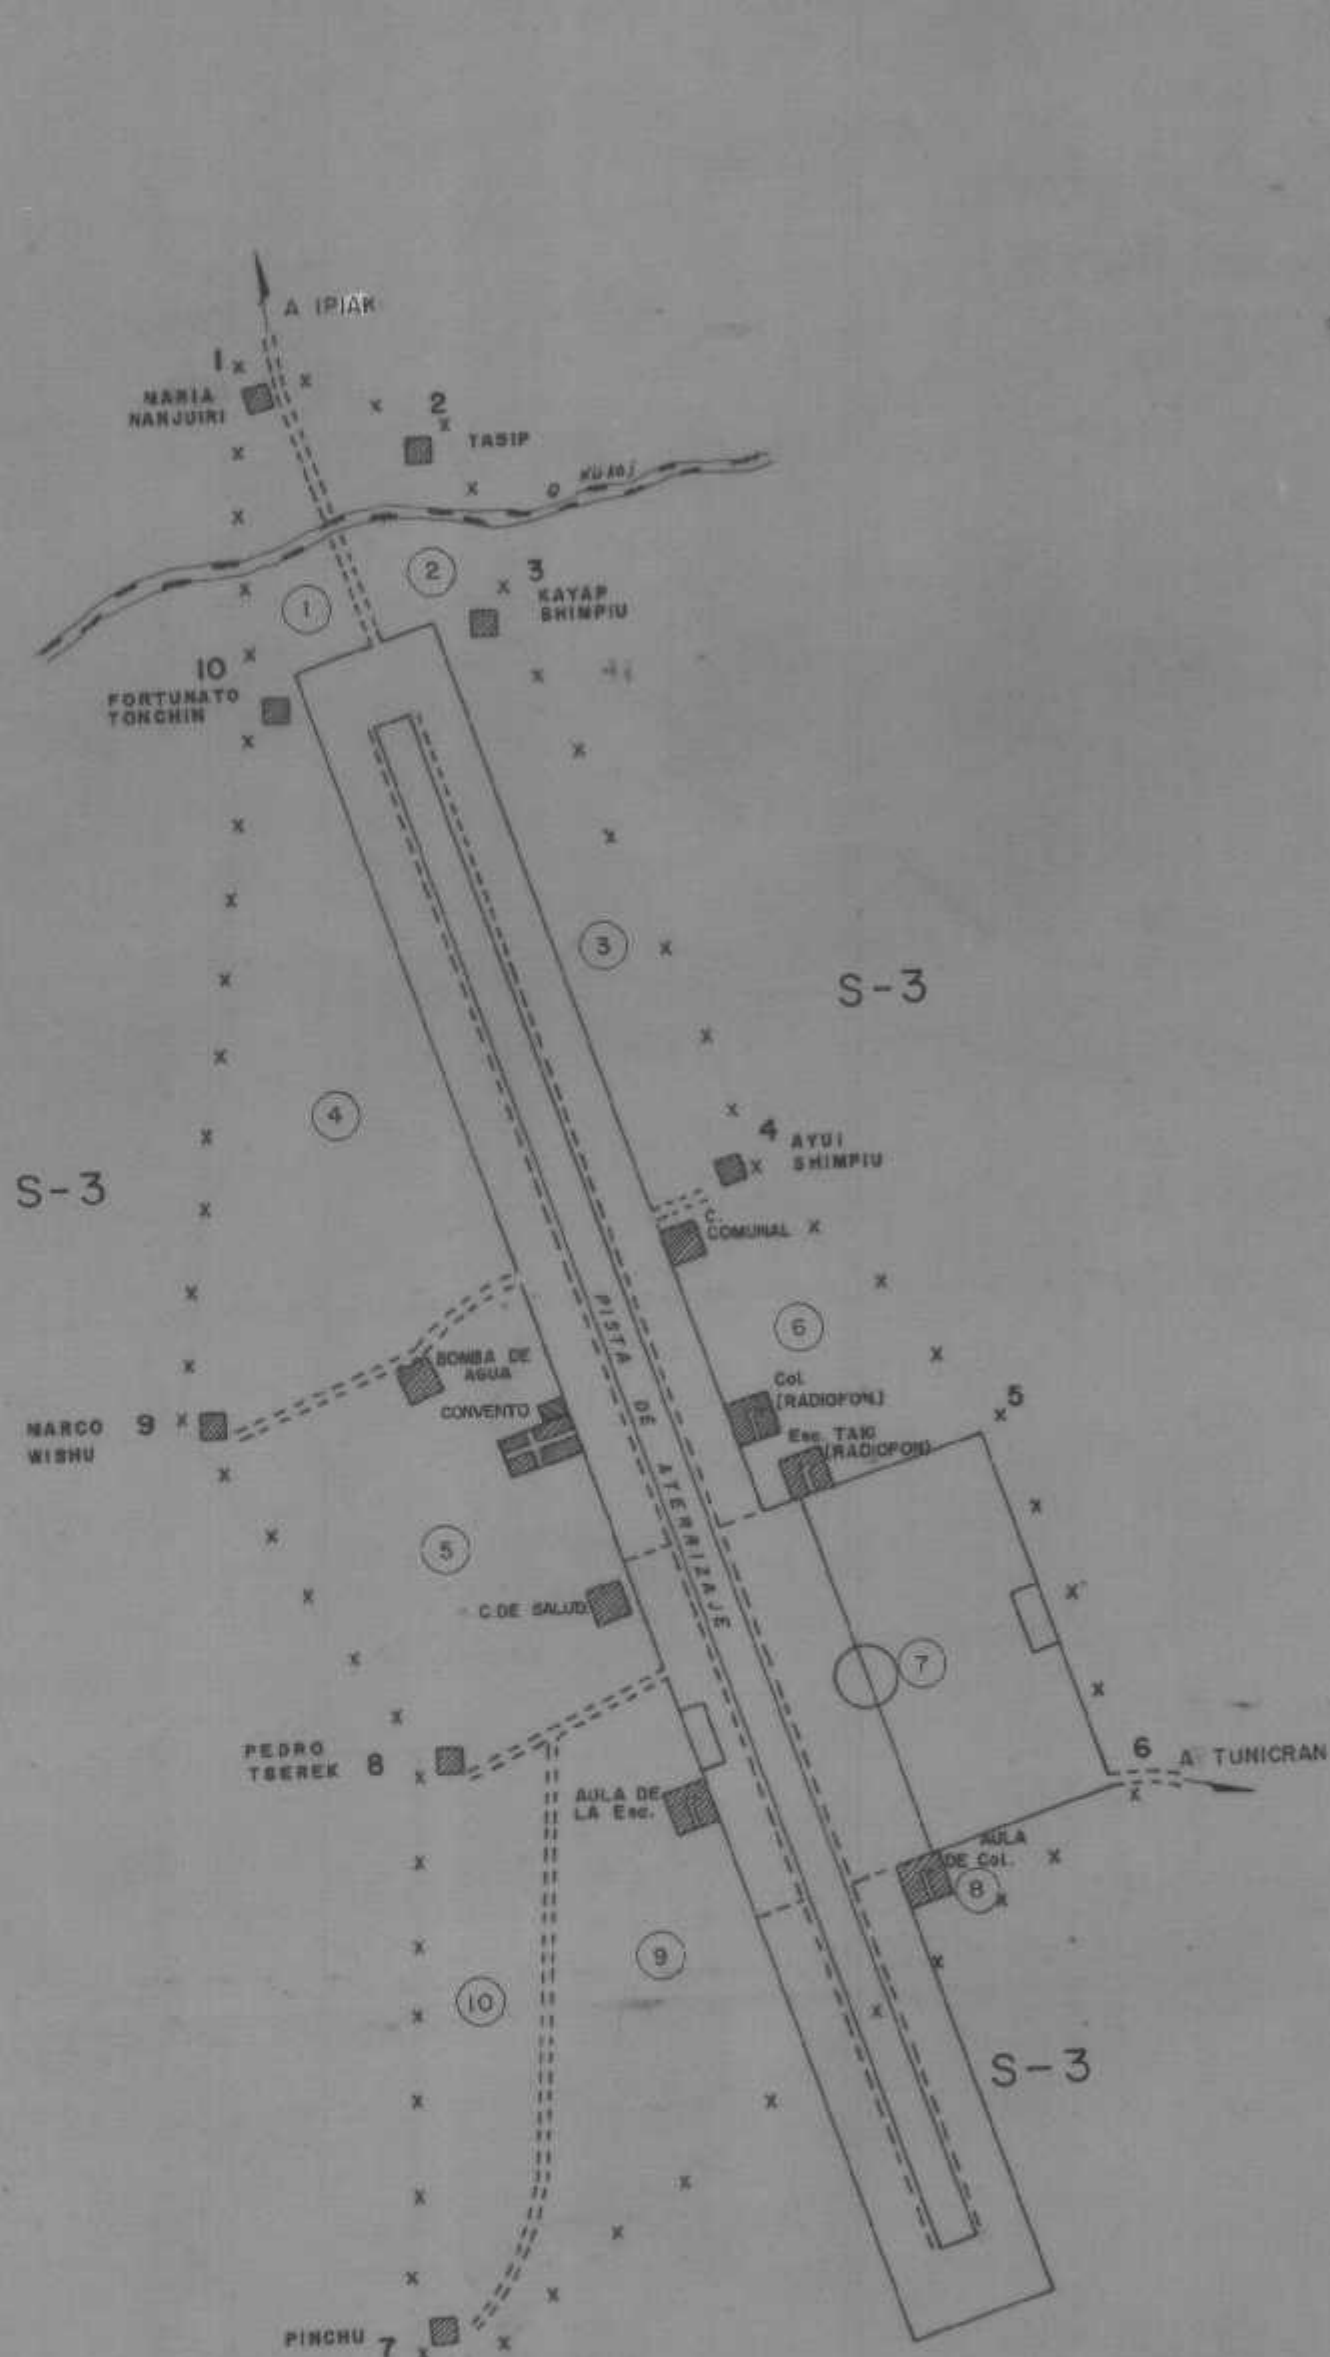 A IPIAK
1
MARIA
NANJUIRI
2
TASIP
Q
3
KAYAP
SHIMPIU
2
1
10
FORTUNATO
TONCHIN
3
S-3
4
4
AYUI
SHIMPIU
S-3
C.
COMUNAL
6
PISTA DE ATERRIZAJE
BOMBA DE
AGUA
CONVENTO
Col.
(RADIOFON.)
5
MARCO
WISHU
9
Esc. TAIG
(RADIOFON)
5
C. DE SALUD.
7
PEDRO
TSEREK
8
6
A TUNICRAN
AULA DE
LA Esc.
AULA
DE Col.
8
9
10
S-3
PINCHU
7